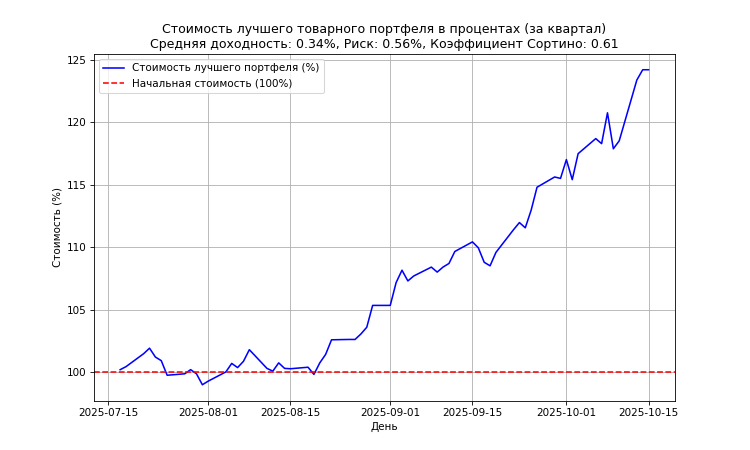 Стоимость лучшего товарного портфеля в процентах (за квартал)
Средняя доходность: 0.34%, Риск: 0.56%, Коэффициент Сортино: 0.61
Стоимость лучшего портфеля (%)
Начальная стоимость (100%)
Стоимость (%)
125
120
115
110
105
100
2025-07-15
2025-08-01
2025-08-15
2025-09-01
2025-09-15
2025-10-01
2025-10-15
День